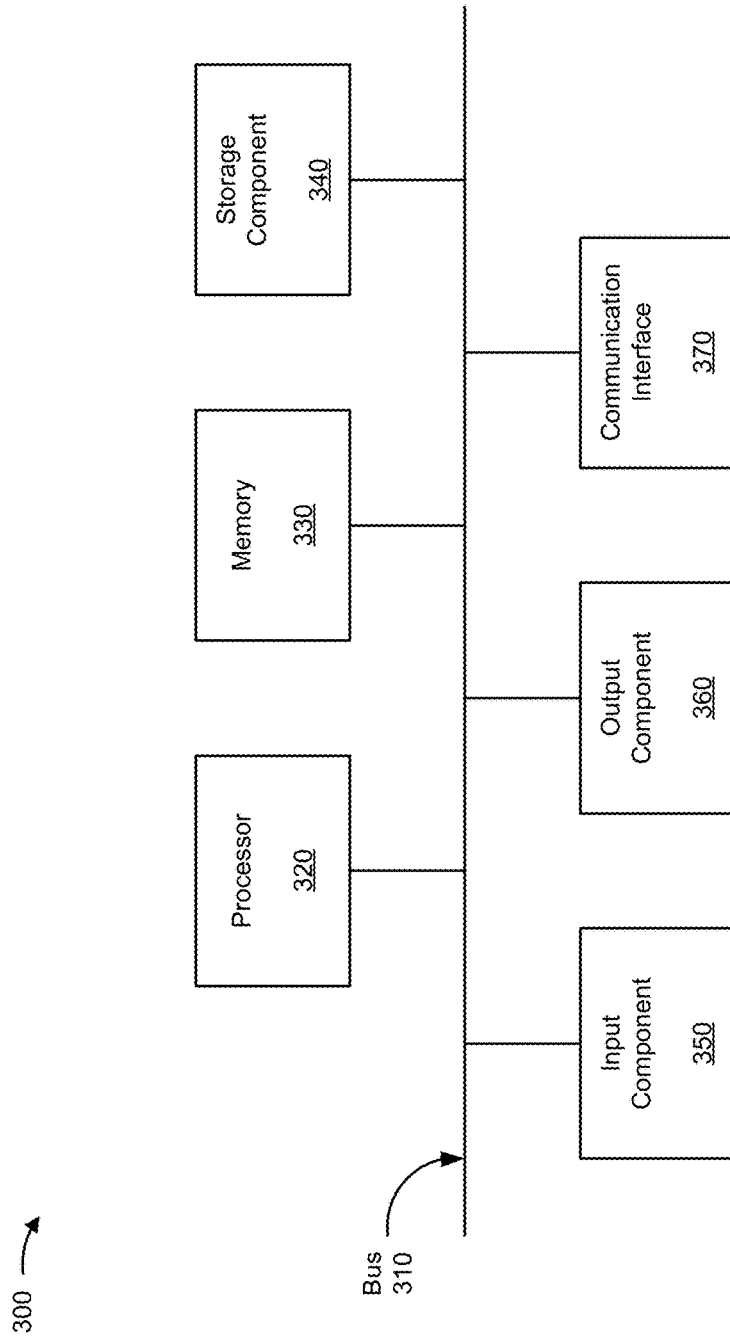 300
Bus
310
Processor
320
Memory
330
Storage
Component
340
Input
Component
350
Output
Component
360
Communication
Interface
370